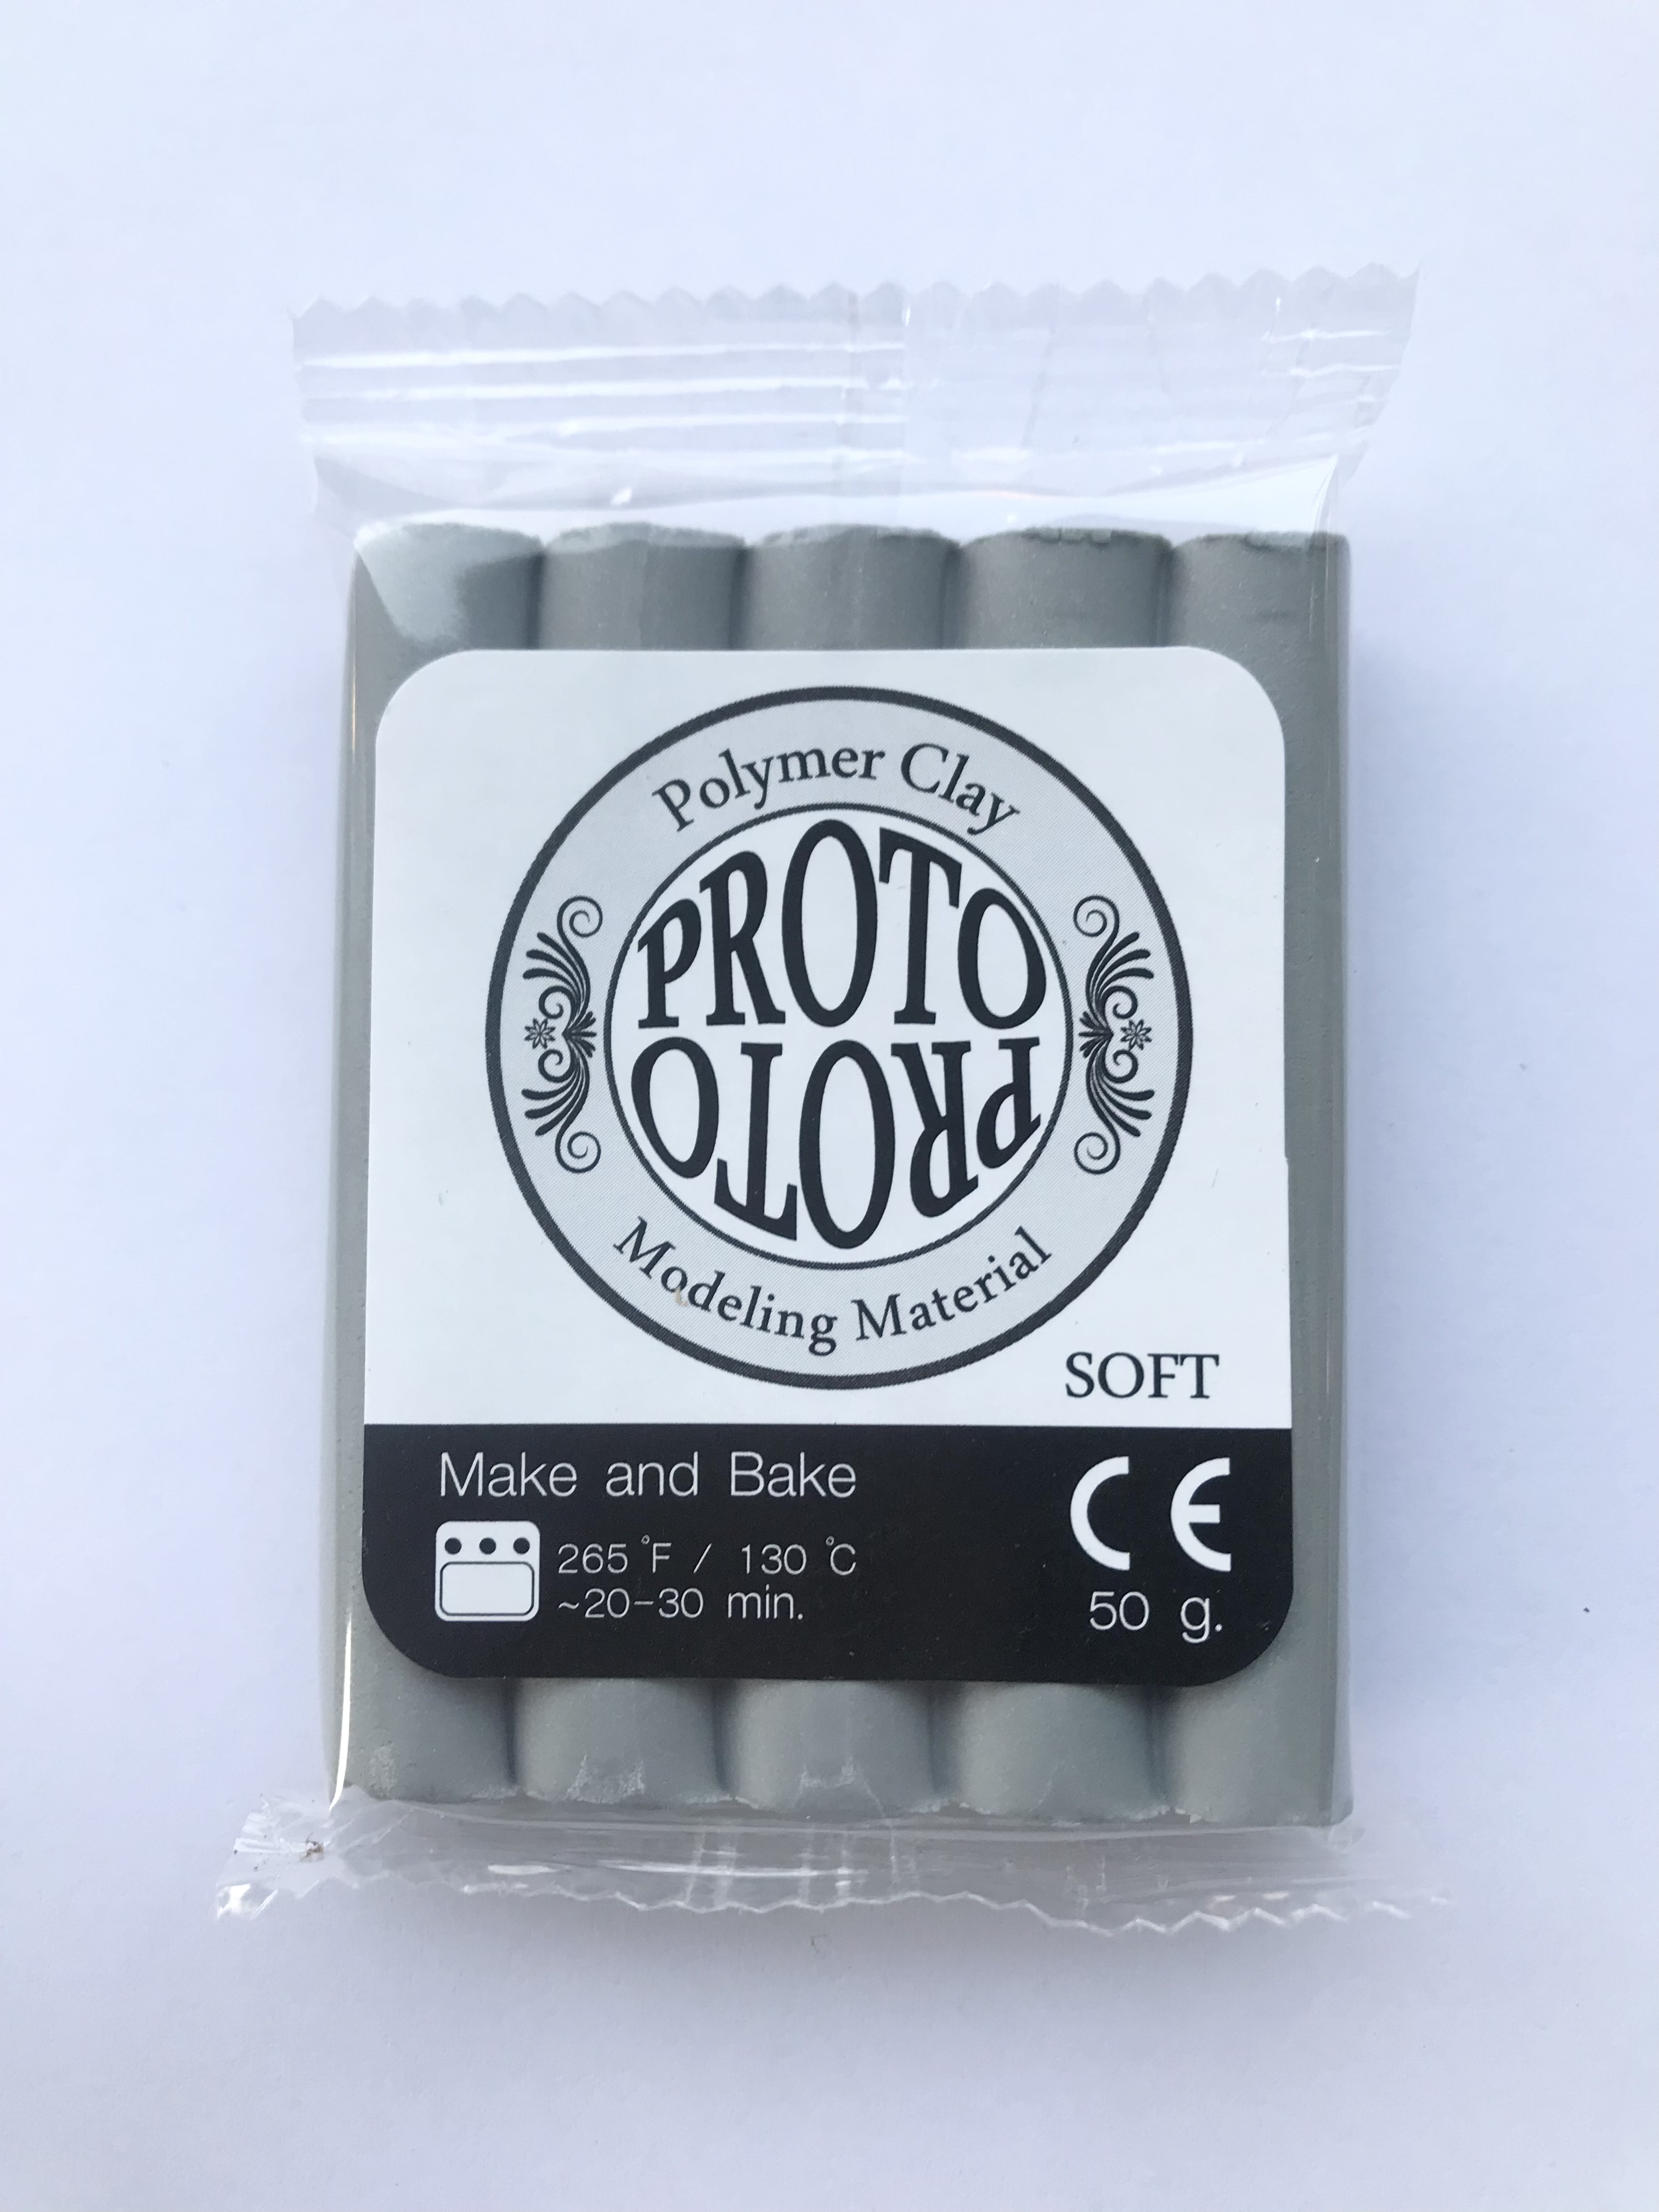 Polymer Clay
PROTO
PROTO
Modeling Material
SOFT
Make and Bake
265 °F / 130 °C
~20-30 min.
CE
50 g.